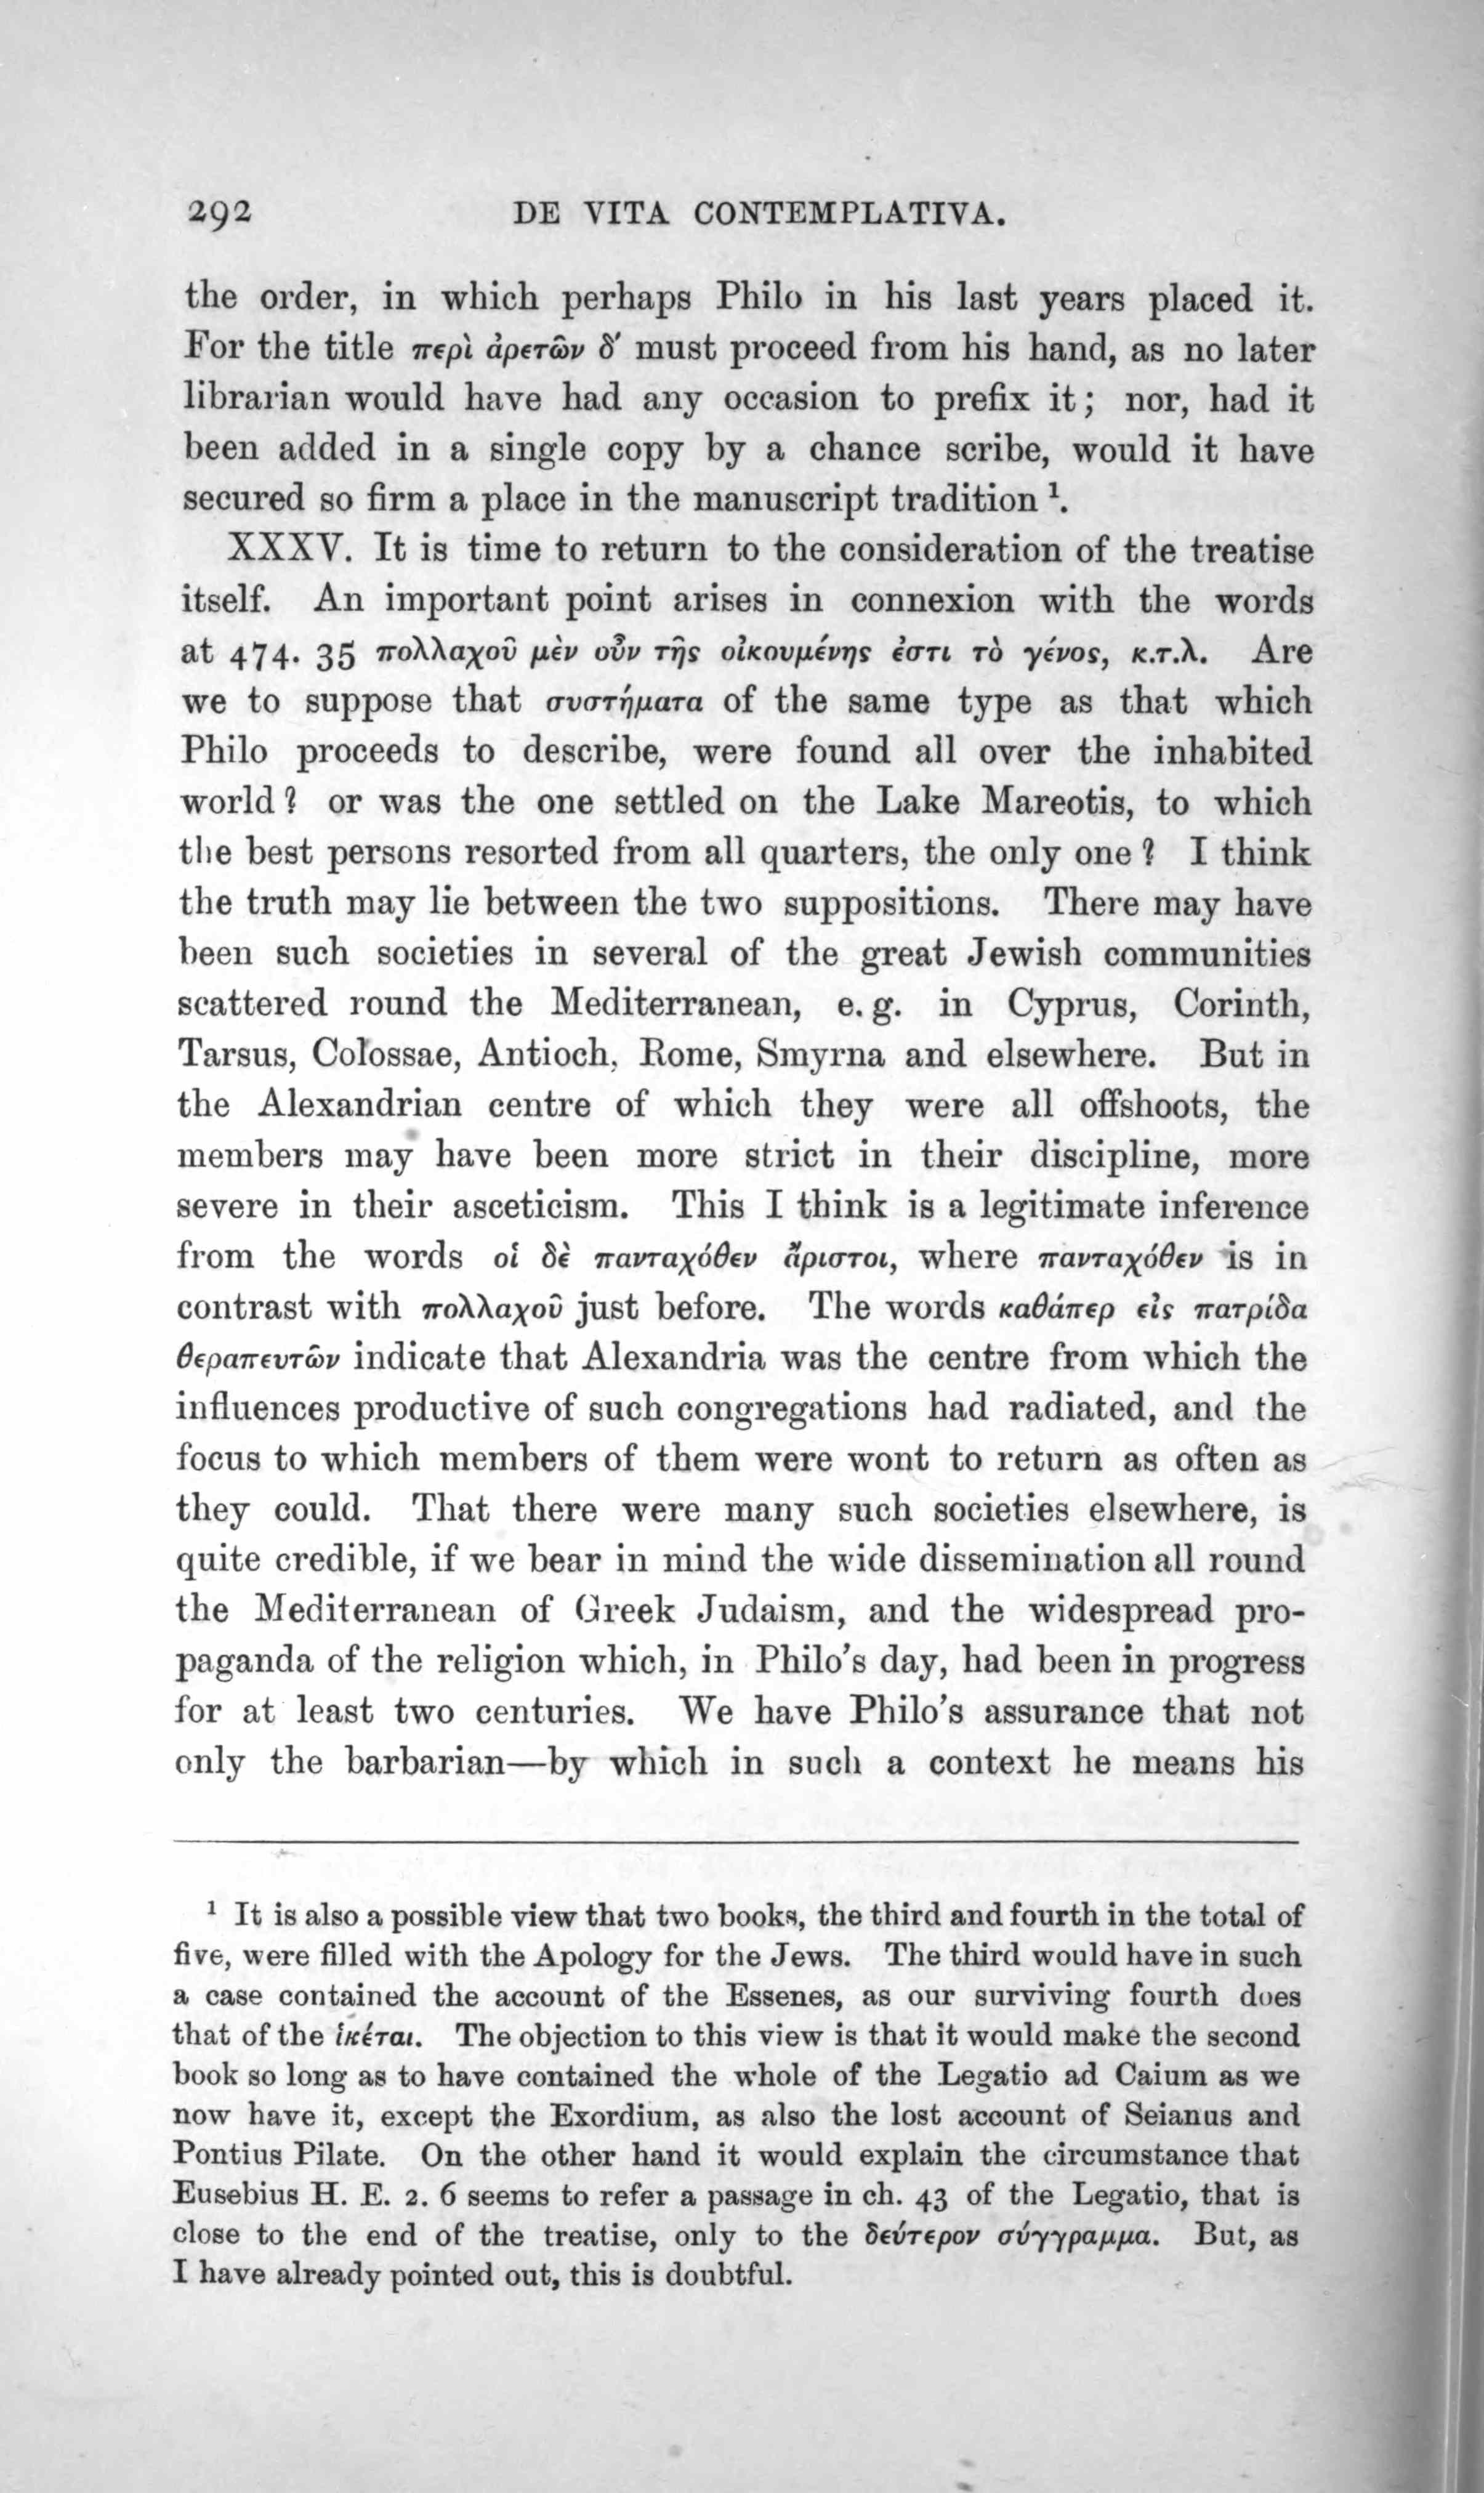 292 DE VITA CONTEMPLATIVA.
the order, in which perhaps Philo in his last years placed it.
For the title περὶ ἀρετῶν δ′ must proceed from his hand, as no later
librarian would have had any occasion to prefix it; nor, had it
been added in a single copy by a chance scribe, would it have
secured so firm a place in the manuscript tradition ¹.
XXXV. It is time to return to the consideration of the treatise
itself. An important point arises in connexion with the words
at 474. 35 πολλαχοῦ μὲν οὖν τῆς οἰκουμένης ἐστι τὸ γένος, κ.τ.λ. Are
we to suppose that συστήματα of the same type as that which
Philo proceeds to describe, were found all over the inhabited
world? or was the one settled on the Lake Mareotis, to which
the best persons resorted from all quarters, the only one? I think
the truth may lie between the two suppositions. There may have
been such societies in several of the great Jewish communities
scattered round the Mediterranean, e. g. in Cyprus, Corinth,
Tarsus, Colossae, Antioch, Rome, Smyrna and elsewhere. But in
the Alexandrian centre of which they were all offshoots, the
members may have been more strict in their discipline, more
severe in their asceticism. This I think is a legitimate inference
from the words οἱ δὲ πανταχόθεν ἄριστοι, where πανταχόθεν is in
contrast with πολλαχοῦ just before. The words καθάπερ εἰς πατρίδα
θεραπευτῶν indicate that Alexandria was the centre from which the
influences productive of such congregations had radiated, and the
focus to which members of them were wont to return as often as
they could. That there were many such societies elsewhere, is
quite credible, if we bear in mind the wide dissemination all round
the Mediterranean of Greek Judaism, and the widespread pro-
paganda of the religion which, in Philo's day, had been in progress
for at least two centuries. We have Philo's assurance that not
only the barbarian—by which in such a context he means his
¹ It is also a possible view that two books, the third and fourth in the total of
five, were filled with the Apology for the Jews. The third would have in such
a case contained the account of the Essenes, as our surviving fourth does
that of the ἱκέται. The objection to this view is that it would make the second
book so long as to have contained the whole of the Legatio ad Caium as we
now have it, except the Exordium, as also the lost account of Seianus and
Pontius Pilate. On the other hand it would explain the circumstance that
Eusebius H. E. 2. 6 seems to refer a passage in ch. 43 of the Legatio, that is
close to the end of the treatise, only to the δεύτερον σύγγραμμα. But, as
I have already pointed out, this is doubtful.